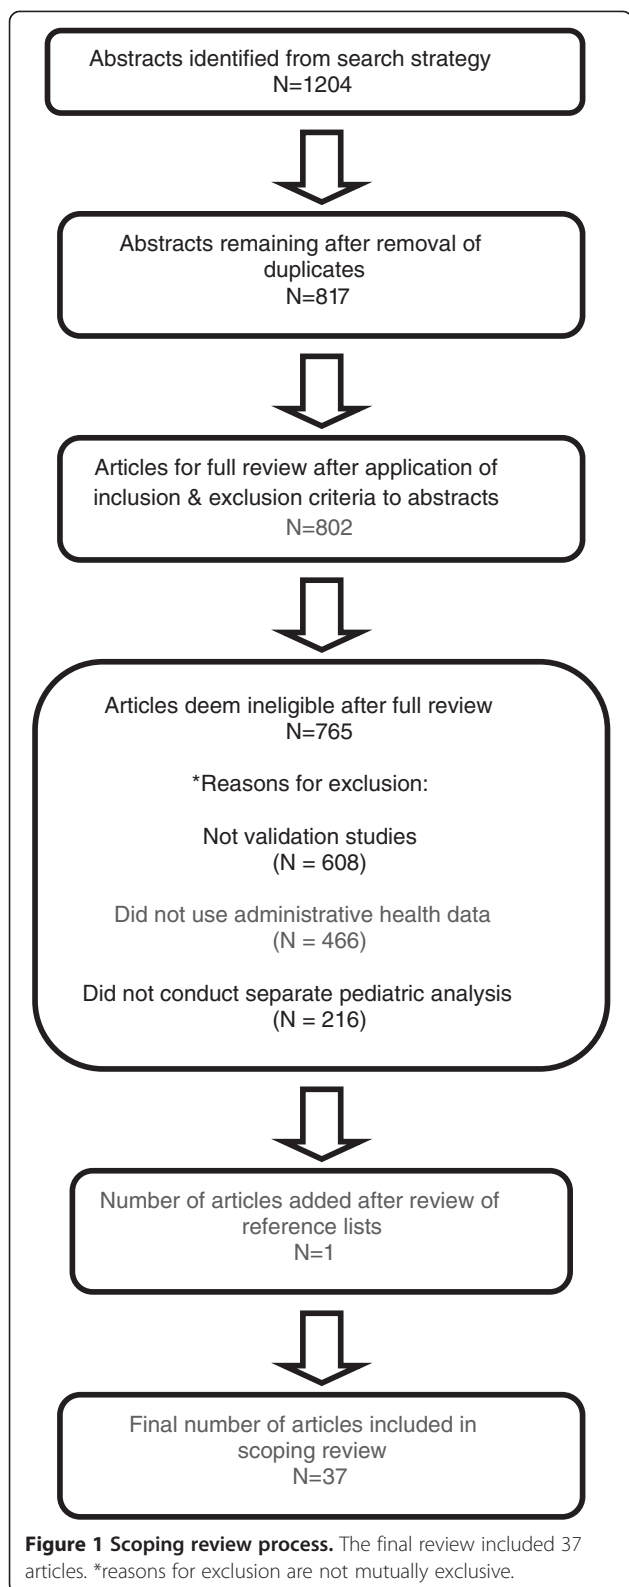 Abstracts identified from search strategy
N=1204
Abstracts remaining after removal of
duplicates
N=817
Articles for full review after application of
inclusion & exclusion criteria to abstracts
N=802
Articles deem ineligible after full review
N=765
*Reasons for exclusion:
Not validation studies
(N = 608)
Did not use administrative health data
(N = 466)
Did not conduct separate pediatric analysis
(N = 216)
Number of articles added after review of
reference lists
N=1
Final number of articles included in
scoping review
N=37
Figure 1 Scoping review process. The final review included 37
articles. *reasons for exclusion are not mutually exclusive.